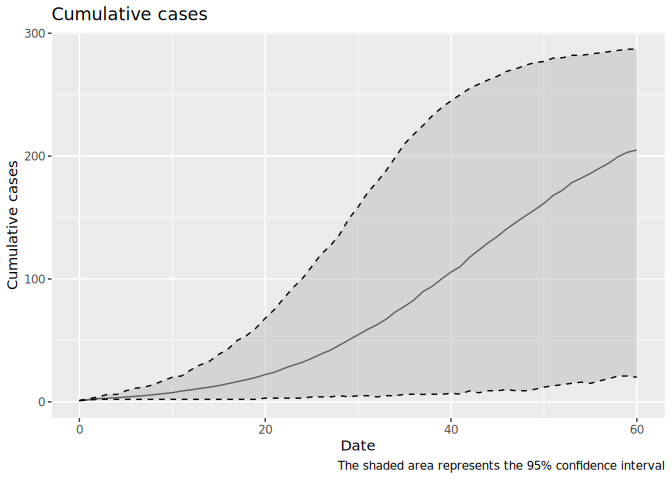 Cumulative cases
300
200
100
0
Cumulative cases
0
20
40
60
Date
The shaded area represents the 95% confidence interval